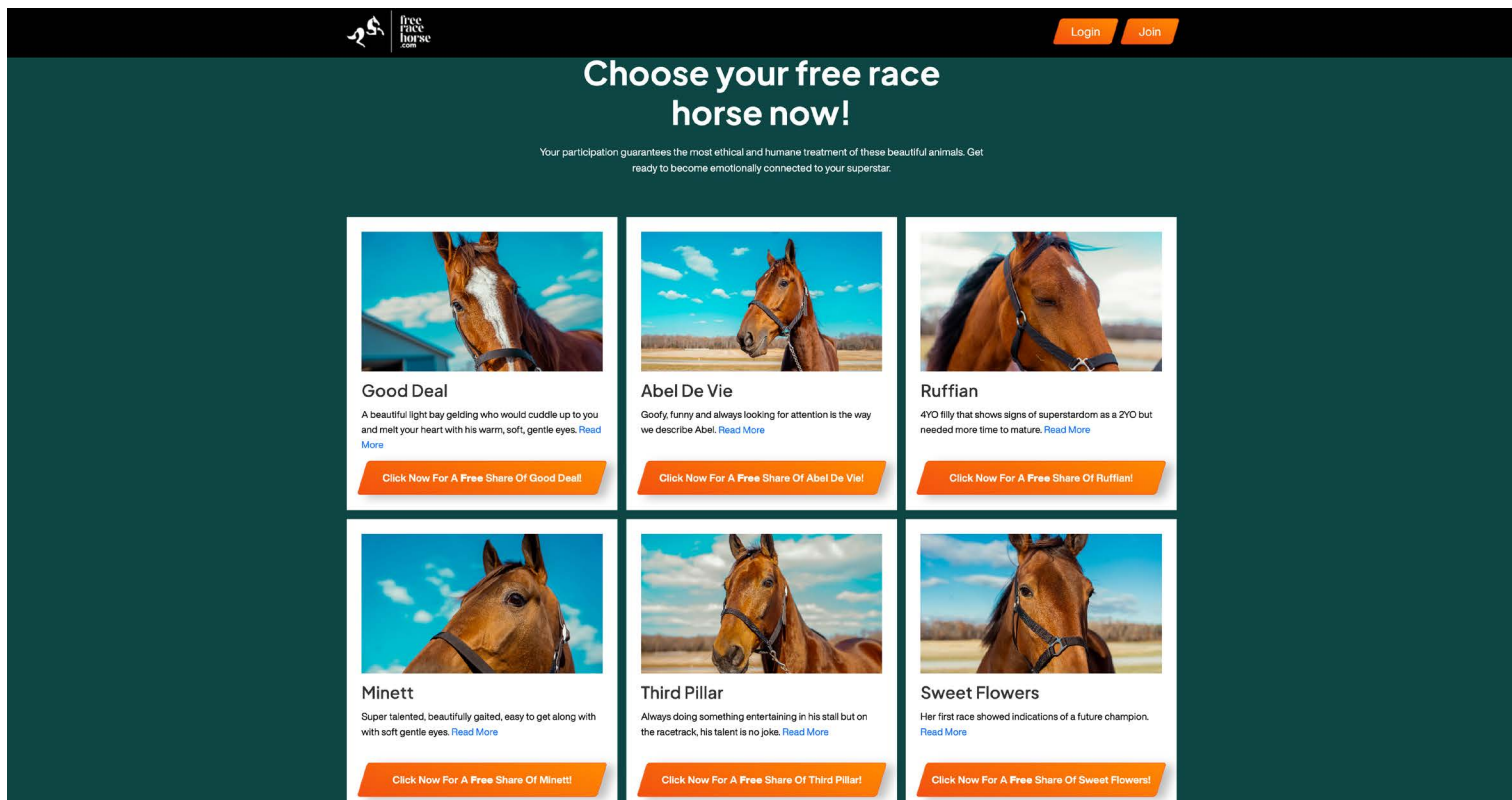 free
race
horse
.com
Login
Join
Choose your free race
horse now!
Your participation guarantees the most ethical and humane treatment of these beautiful animals. Get
ready to become emotionally connected to your superstar.
Good Deal
A beautiful light bay gelding who would cuddle up to you
and melt your heart with his warm, soft, gentle eyes. Read
More
Click Now For A Free Share Of Good Deal!
Abel De Vie
Goofy, funny and always looking for attention is the way
we describe Abel. Read More
Click Now For A Free Share Of Abel De Vie!
Ruffian
4YO filly that shows signs of superstardom as a 2YO but
needed more time to mature. Read More
Click Now For A Free Share Of Ruffian!
Minett
Super talented, beautifully gaited, easy to get along with
with soft gentle eyes. Read More
Click Now For A Free Share Of Minett!
Third Pillar
Always doing something entertaining in his stall but on
the racetrack, his talent is no joke. Read More
Click Now For A Free Share Of Third Pillar!
Sweet Flowers
Her first race showed indications of a future champion.
Read More
Click Now For A Free Share Of Sweet Flowers!